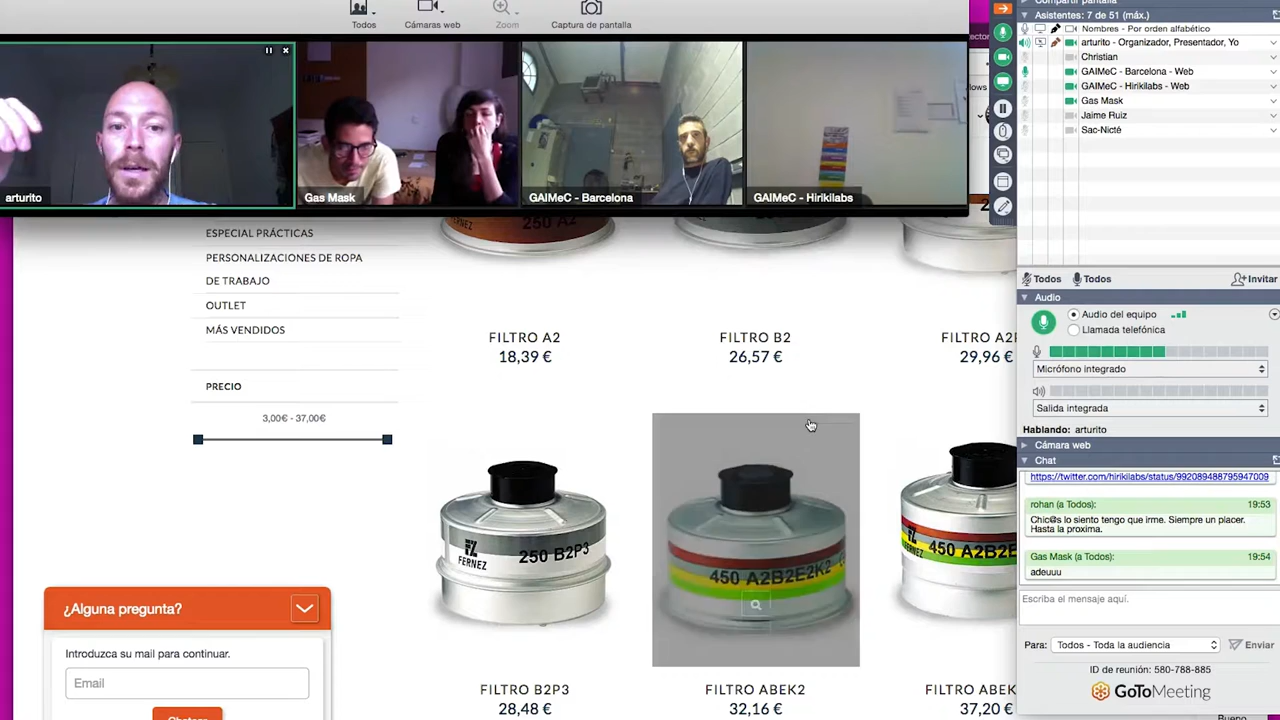 Todos
Cámaras web
Zoom
Captura de pantalla
arturito
Gas Mask
GAIMeC - Barcelona
GAIMeC - Hirikilabs
Asistentes: 7 de 51 (máx.)
Nombres - Por orden alfabético
arturito - Organizador, Presentador, Yo
Christian
GAIMeC - Barcelona - Web
GAIMeC - Hirikilabs - Web
Gas Mask
Jaime Ruiz
Sac-Nicté
Todos
Todos
Invitar
Audio
Audio del equipo
Llamada telefónica
Micrófono integrado
Salida integrada
Hablando: arturito
Cámara web
Chat
https://twitter.com/hirikilabs/status/992089488795947009
rohan (a Todos): 19:53
Chic@s lo siento tengo que irme. Siempre un placer.
Hasta la proxima.
Gas Mask (a Todos): 19:54
adeuuu
Escriba el mensaje aquí.
Para: Todos - Toda la audiencia
Enviar
ID de reunión: 580-788-885
GoToMeeting
ESPECIAL PRÁCTICAS
PERSONALIZACIONES DE ROPA
DE TRABAJO
OUTLET
MÁS VENDIDOS
PRECIO
3,00€ - 37,00€
250 A2
FILTRO A2
18,39 €
FILTRO B2
26,57 €
29,96 €
FERNEZ
250 B2P3
450 A2B2E2K2
FERNEZ
450 A2B2E
FILTRO B2P3
28,48 €
FILTRO ABEK2
32,16 €
FILTRO ABEK
37,20 €
¿Alguna pregunta?
Introduzca su mail para continuar.
Email